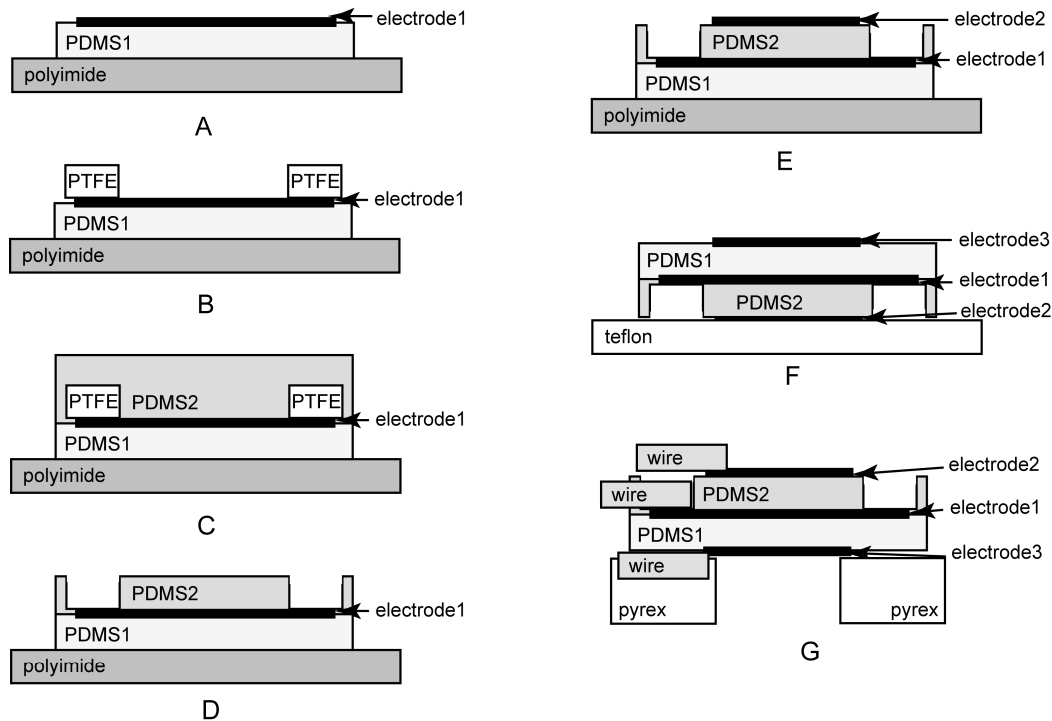 electrode1
PDMS1
polyimide
A
PTFE PTFE
electrode1
PDMS1
polyimide
B
PTFE PDMS2 PTFE
electrode1
PDMS1
polyimide
C
PDMS2
electrode1
PDMS1
polyimide
D
electrode2
PDMS2
electrode1
PDMS1
polyimide
E
electrode3
PDMS1
electrode1
PDMS2
electrode2
teflon
F
wire
electrode2
wire PDMS2
electrode1
PDMS1
electrode3
wire
pyrex pyrex
G